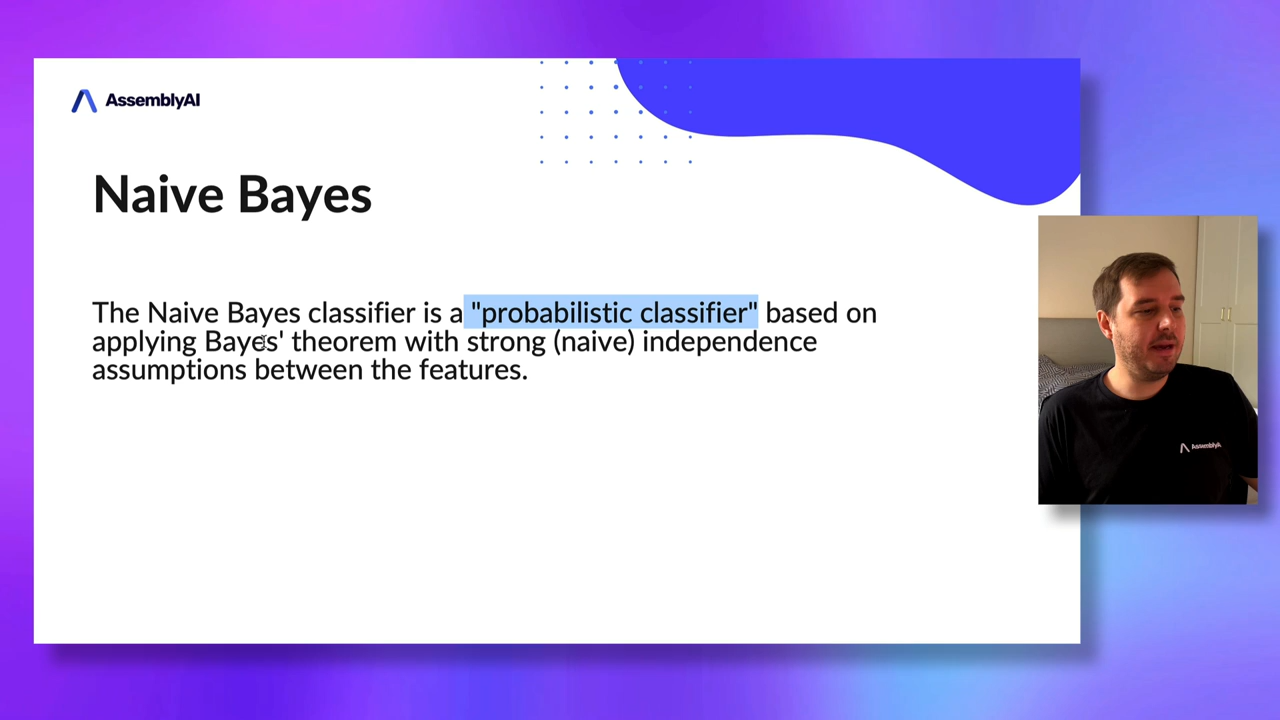 AssemblyAI
Naive Bayes
The Naive Bayes classifier is a "probabilistic classifier" based on
applying Bayes' theorem with strong (naive) independence
assumptions between the features.
AssemblyAI